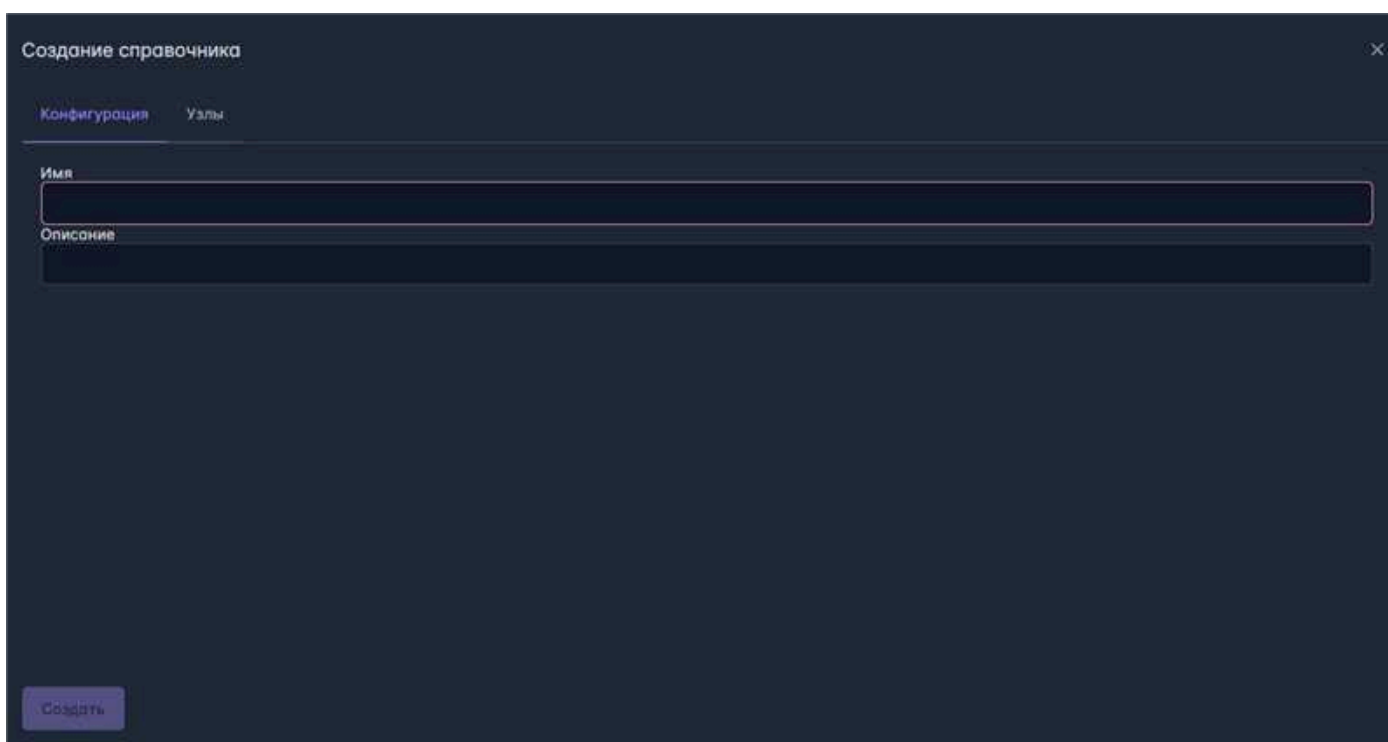 Создание справочника
Конфигурация Узлы
Имя
Описание
Создать